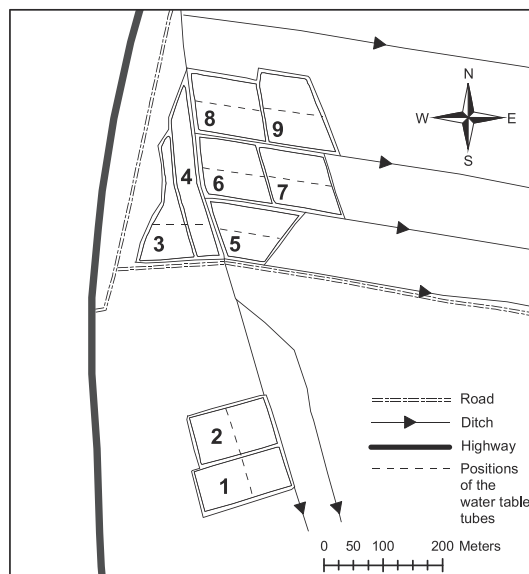 N
W E
S
8
9
4
6
7
3
5
2
1
Road
Ditch
Highway
Positions
of the
water table
tubes
0 50 100 200 Meters